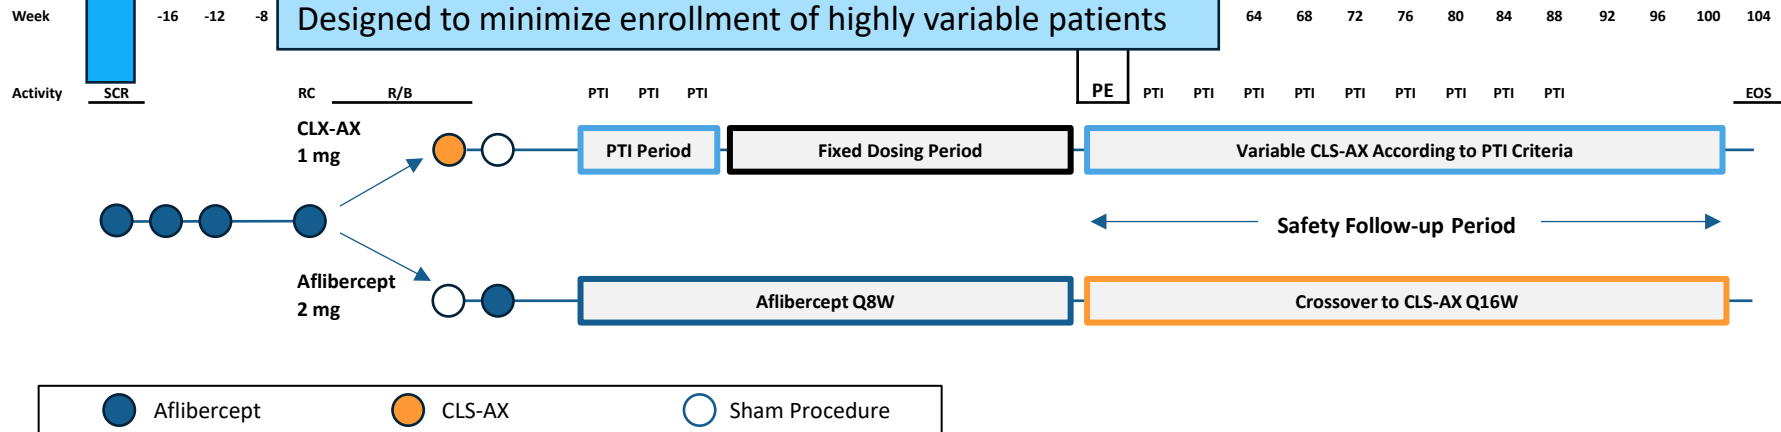 Week -16 -12 -8 Designed to minimize enrollment of highly variable patients 64 68 72 76 80 84 88 92 96 100 104
Activity SCR RC R/B PTI PTI PTI PE PTI PTI PTI PTI PTI PTI PTI PTI PTI EOS
CLX-AX
1 mg
PTI Period Fixed Dosing Period Variable CLS-AX According to PTI Criteria
Safety Follow-up Period
Aflibercept
2 mg
Aflibercept Q8W Crossover to CLS-AX Q16W
Aflibercept CLS-AX Sham Procedure